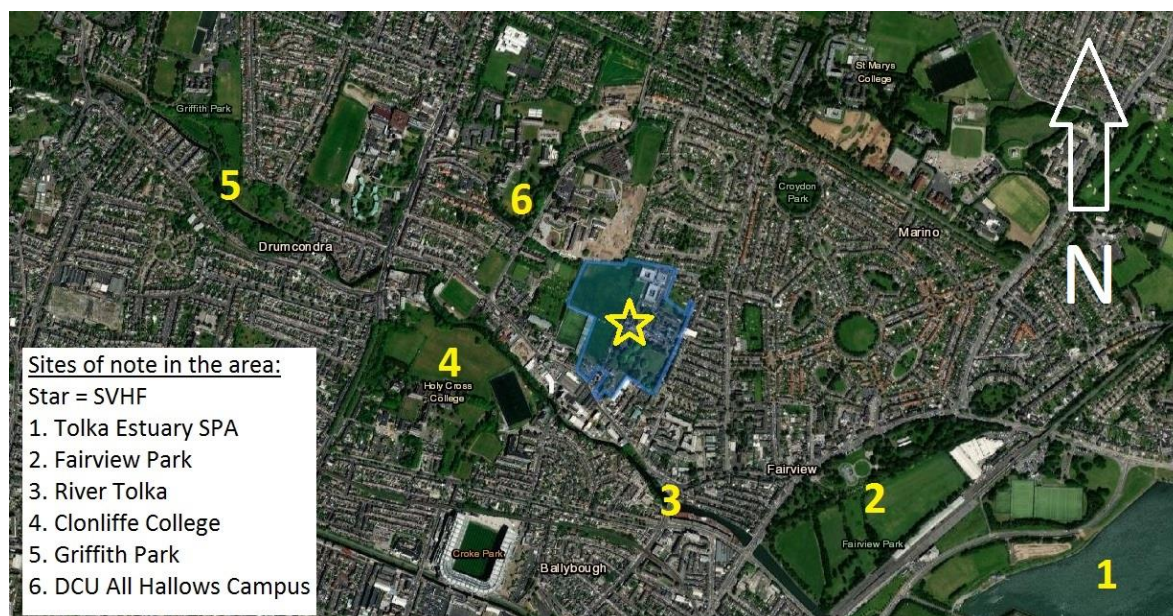 St Marys
College
Griffith Park
5
6
Croydon
Park
Drumcondra
Marino
N
4
Holy Cross
College
Sites of note in the area:
Star = SVHF
1. Tolka Estuary SPA
2. Fairview Park
3. River Tolka
4. Clonliffe College
5. Griffith Park
6. DCU All Hallows Campus
Fairview
3
2
Fairview Park
Croke Park
Ballybough
1